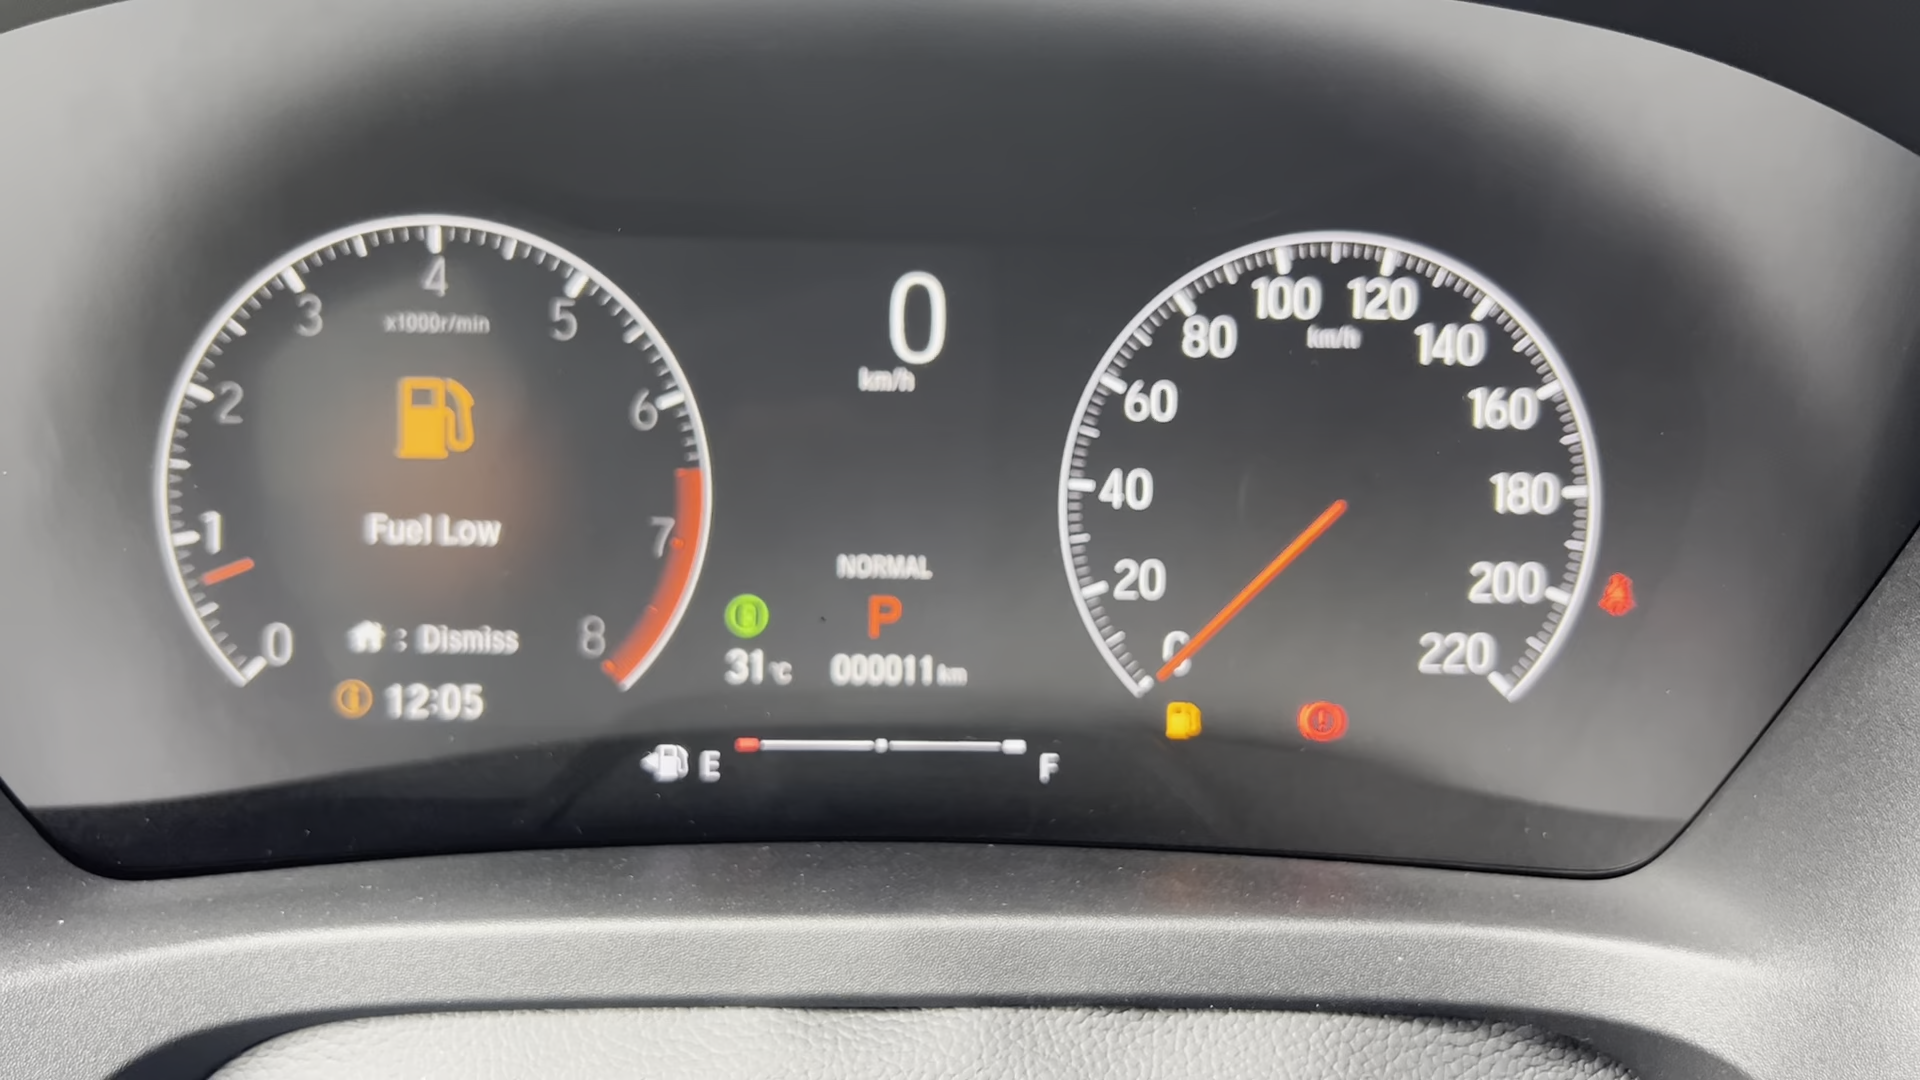 4
3 5
x1000r/min
2 6
1 7
0 8
Fuel Low
: Dismiss
12:05
0
km/h
NORMAL
P
31°C 000011 km
E F
100 120
km/h
80 140
60 160
40 180
20 200
0 220